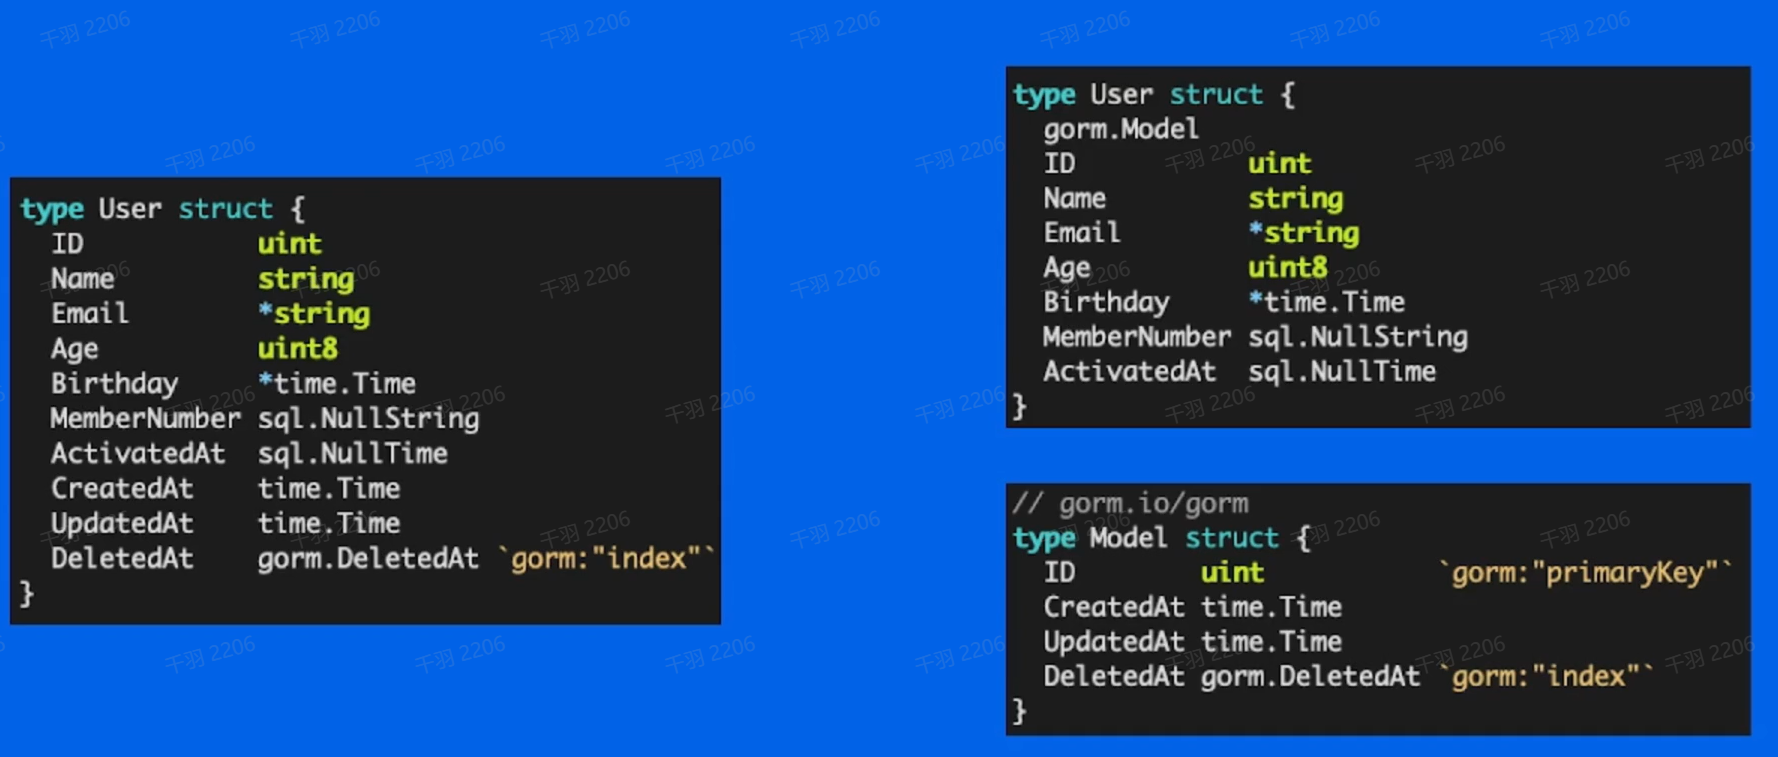 type User struct {
ID uint
Name string
Email *string
Age uint8
Birthday *time.Time
MemberNumber sql.NullString
ActivatedAt sql.NullTime
CreatedAt time.Time
UpdatedAt time.Time
DeletedAt gorm.DeletedAt `gorm:"index"`
}
type User struct {
gorm.Model
ID uint
Name string
Email *string
Age uint8
Birthday *time.Time
MemberNumber sql.NullString
ActivatedAt sql.NullTime
}
// gorm.io/gorm
type Model struct {
ID uint `gorm:"primaryKey"`
CreatedAt time.Time
UpdatedAt time.Time
DeletedAt gorm.DeletedAt `gorm:"index"`
}
千羽 2206